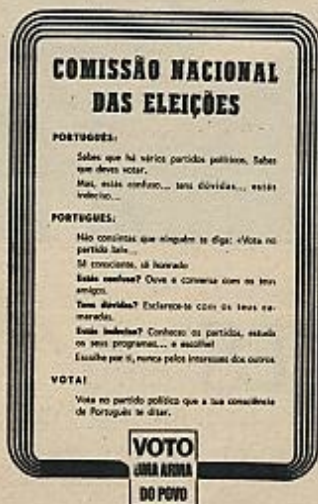 COMISSÃO NACIONAL
DAS ELEIÇÕES
PORTUGUÊS:
Sabes que há vários partidos políticos. Sabes
que deves votar.
Mas, estás confuso... tens dúvidas... estás
indeciso...
PORTUGUÊS:
Não consintas que ninguém te diga: «Vota no
partido tal»...
Sê consciente, sê honrado
Estás confuso? Ouve e conversa com os teus
amigos.
Tens dúvidas? Esclarece-te com os teus ca-
maradas.
Estás indeciso? Conhece os partidos, estuda
os seus programas... e escolhe!
Escolhe por ti, nunca pelos interesses dos outros
VOTA!
Vota no partido político que a tua consciência
de Português te ditar.
VOTO
UMA ARMA
DO POVO